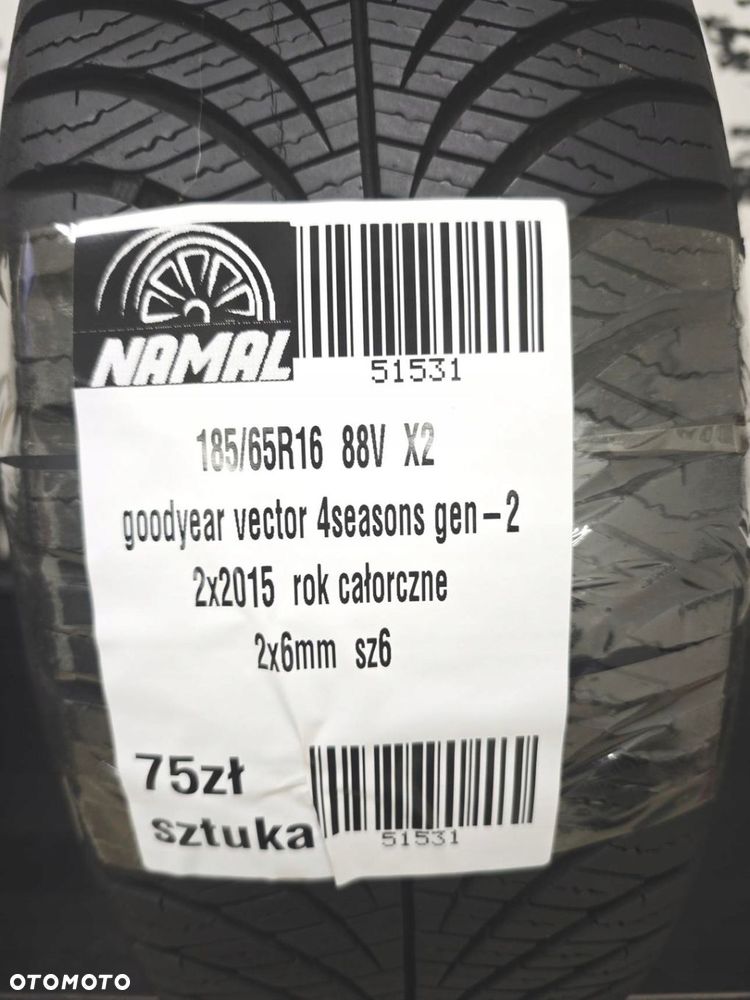 NAMAL
51531
185/65R16 88V X2
goodyear vector 4seasons gen-2
2x2015 rok całorczne
2x6mm sz6
75zł
sztuka
51531
OTOMOTO